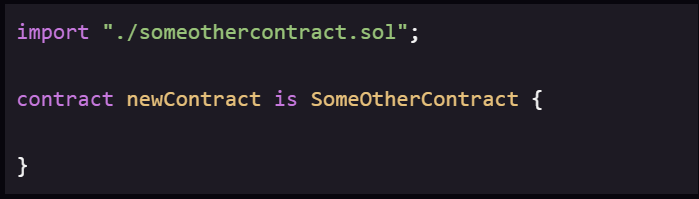 import "./someothercontract.sol";
contract newContract is SomeOtherContract {
}